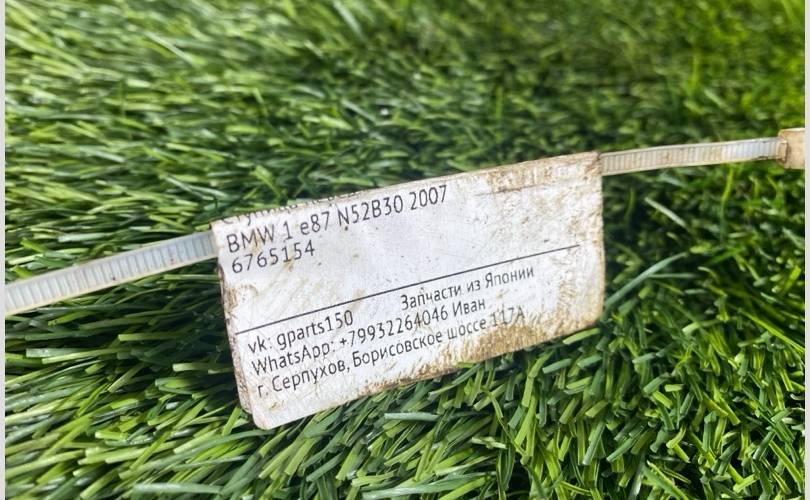 BMW 1 e87 N52B30 2007
6765154
Запчасти из Японии
vk: gparts150
WhatsApp: +79932264046 Иван
г. Серпухов, Борисовское шоссе 117А